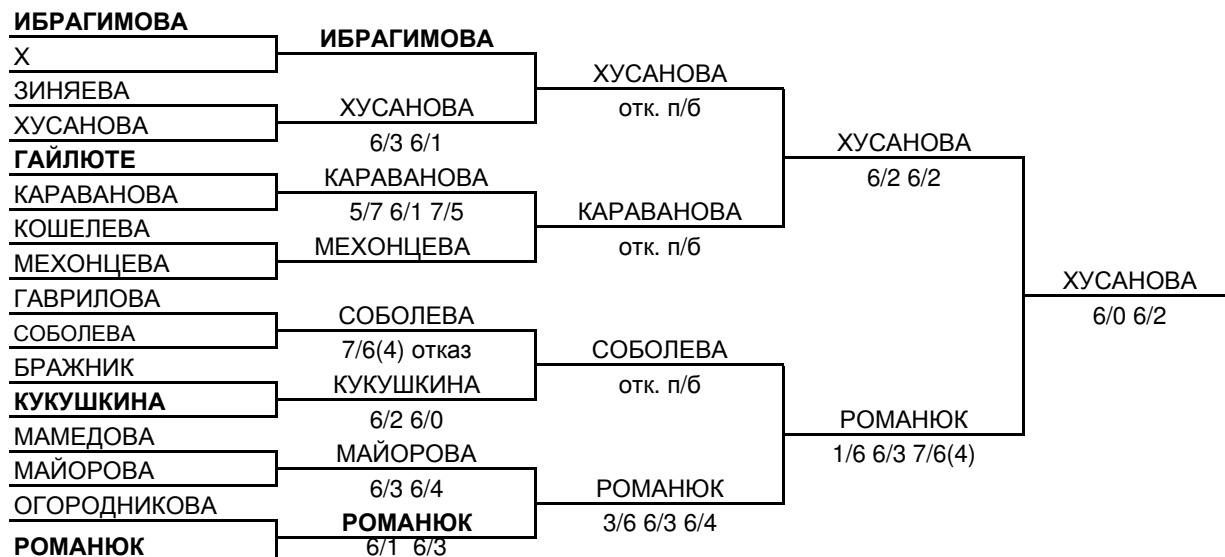 ИБРАГИМОВА
Х
ЗИНЯЕВА
ХУСАНОВА
ГАЙЛЮТЕ
КАРАВАНОВА
КОШЕЛЕВА
МЕХОНЦЕВА
ГАВРИЛОВА
СОБОЛЕВА
БРАЖНИК
КУКУШКИНА
МАМЕДОВА
МАЙОРОВА
ОГОРОДНИКОВА
РОМАНЮК
ИБРАГИМОВА
ХУСАНОВА
6/3 6/1
КАРАВАНОВА
5/7 6/1 7/5
МЕХОНЦЕВА
СОБОЛЕВА
7/6(4) отказ
КУКУШКИНА
6/2 6/0
МАЙОРОВА
6/3 6/4
РОМАНЮК
6/1 6/3
ХУСАНОВА
отк. п/б
КАРАВАНОВА
отк. п/б
СОБОЛЕВА
отк. п/б
РОМАНЮК
3/6 6/3 6/4
ХУСАНОВА
6/2 6/2
РОМАНЮК
1/6 6/3 7/6(4)
ХУСАНОВА
6/0 6/2